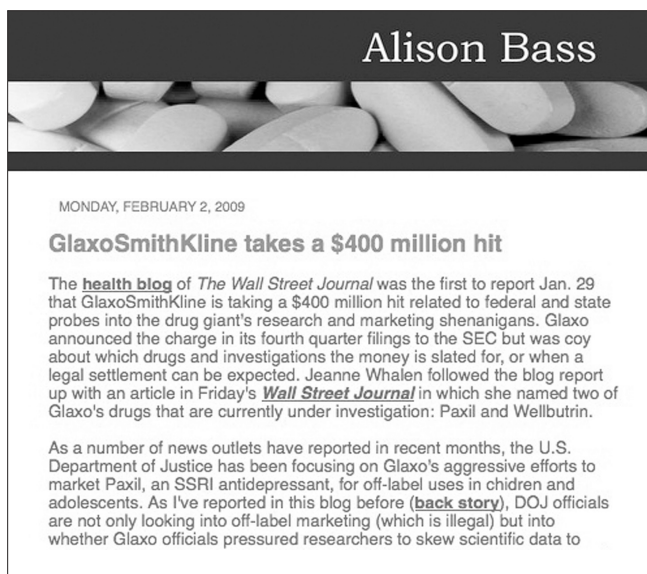 Alison Bass
MONDAY, FEBRUARY 2, 2009
GlaxoSmithKline takes a $400 million hit
The health blog of The Wall Street Journal was the first to report Jan. 29
that GlaxoSmithKline is taking a $400 million hit related to federal and state
probes into the drug giant's research and marketing shenanigans. Glaxo
announced the charge in its fourth quarter filings to the SEC but was coy
about which drugs and investigations the money is slated for, or when a
legal settlement can be expected. Jeanne Whalen followed the blog report
up with an article in Friday's Wall Street Journal in which she named two of
Glaxo's drugs that are currently under investigation: Paxil and Wellbutrin.
As a number of news outlets have reported in recent months, the U.S.
Department of Justice has been focusing on Glaxo's aggressive efforts to
market Paxil, an SSRI antidepressant, for off-label uses in chidren and
adolescents. As I've reported in this blog before (back story), DOJ officials
are not only looking into off-label marketing (which is illegal) but into
whether Glaxo officials pressured researchers to skew scientific data to